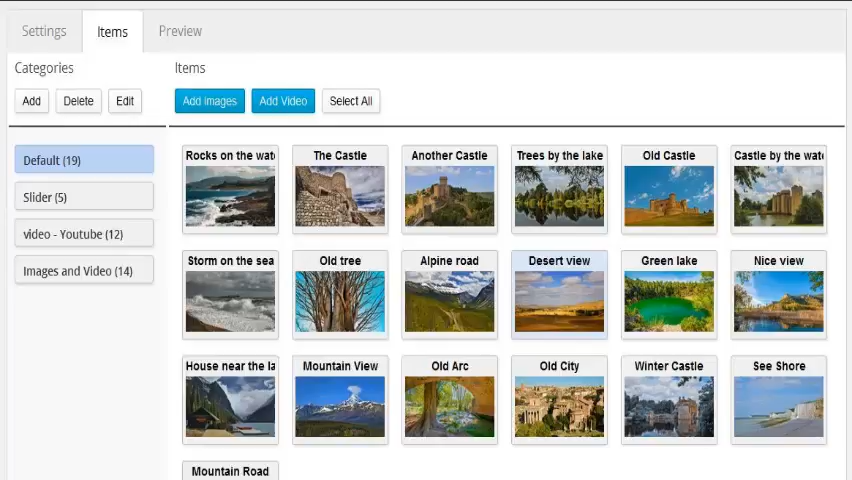 Settings Items Preview
Categories Items
Add Delete Edit Add Images Add Video Select All
Default (19)
Slider (5)
video - Youtube (12)
Images and Video (14)
Rocks on the wat The Castle Another Castle Trees by the lake Old Castle Castle by the wat
Storm on the sea Old tree Alpine road Desert view Green lake Nice view
House near the la Mountain View Old Arc Old City Winter Castle See Shore
Mountain Road